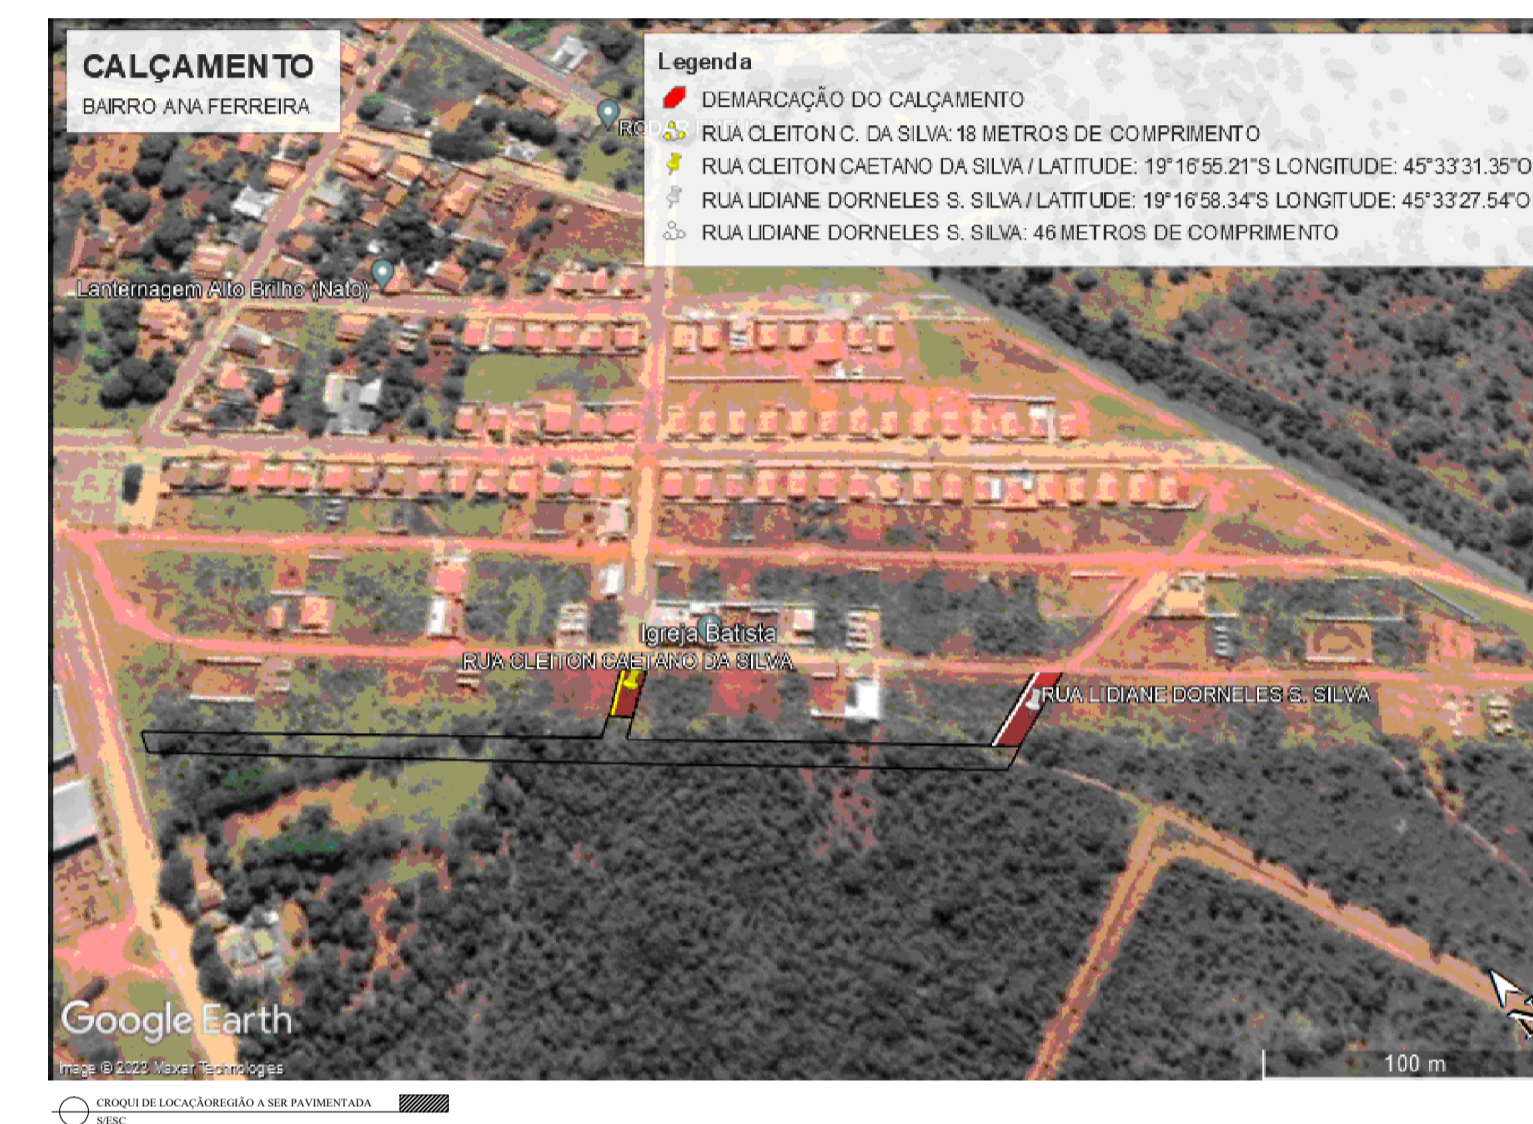 CALÇAMENTO
BAIRRO ANA FERREIRA
Legenda
DEMARCAÇÃO DO CALÇAMENTO
RUA CLEITON C. DA SILVA: 18 METROS DE COMPRIMENTO
RUA CLEITON CAETANO DA SILVA / LATITUDE: 19°16'55.21"S LONGITUDE: 45°33'31.35"O
RUA LIDIANE DORNELES S. SILVA / LATITUDE: 19°16'58.34"S LONGITUDE: 45°33'27.54"O
RUA LIDIANE DORNELES S. SILVA: 46 METROS DE COMPRIMENTO
Lanternagem Alto Brilho (Nato)
Igreja Batista
RUA CLEITON CAETANO DA SILVA
RUA LIDIANE DORNELES S. SILVA
Google Earth
Image © 2023 Maxar Technologies
100 m
CROQUI DE LOCAÇÃOREGIÃO A SER PAVIMENTADA
S/ESC